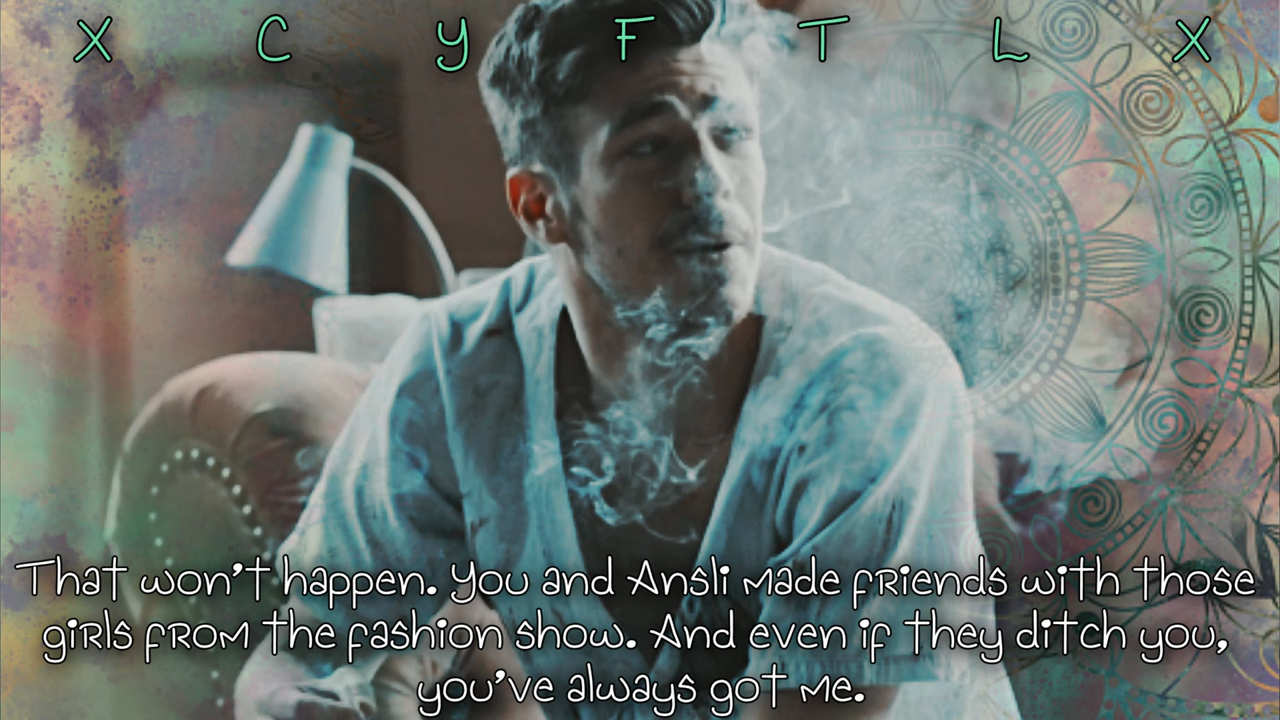 X C Y F T L X
That won't happen. You and Ansli made friends with those
girls from the fashion show. And even if they ditch you,
you've always got me.